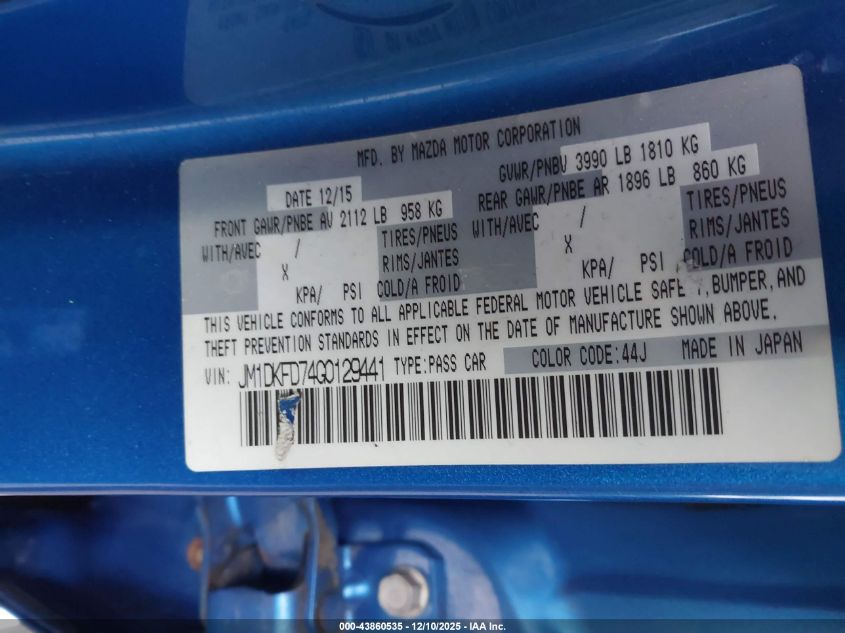 MFD. BY MAZDA MOTOR CORPORATION
DATE 12/15 GVWR/PNBV 3990 LB 1810 KG
FRONT GAWR/PNBE AV 2112 LB 958 KG REAR GAWR/PNBE AR 1896 LB 860 KG
WITH/AVEC / TIRES/PNEUS WITH/AVEC / TIRES/PNEUS
X RIMS/JANTES X RIMS/JANTES
KPA/ PSI COLD/A FROID KPA/ PSI COLD/A FROID
THIS VEHICLE CONFORMS TO ALL APPLICABLE FEDERAL MOTOR VEHICLE SAFE Y, BUMPER, AND
THEFT PREVENTION STANDARDS IN EFFECT ON THE DATE OF MANUFACTURE SHOWN ABOVE.
VIN: JM1DKFD74G0129441 TYPE:PASS CAR COLOR CODE:44J MADE IN JAPAN
000-43860535 - 12/10/2025 - IAA Inc.